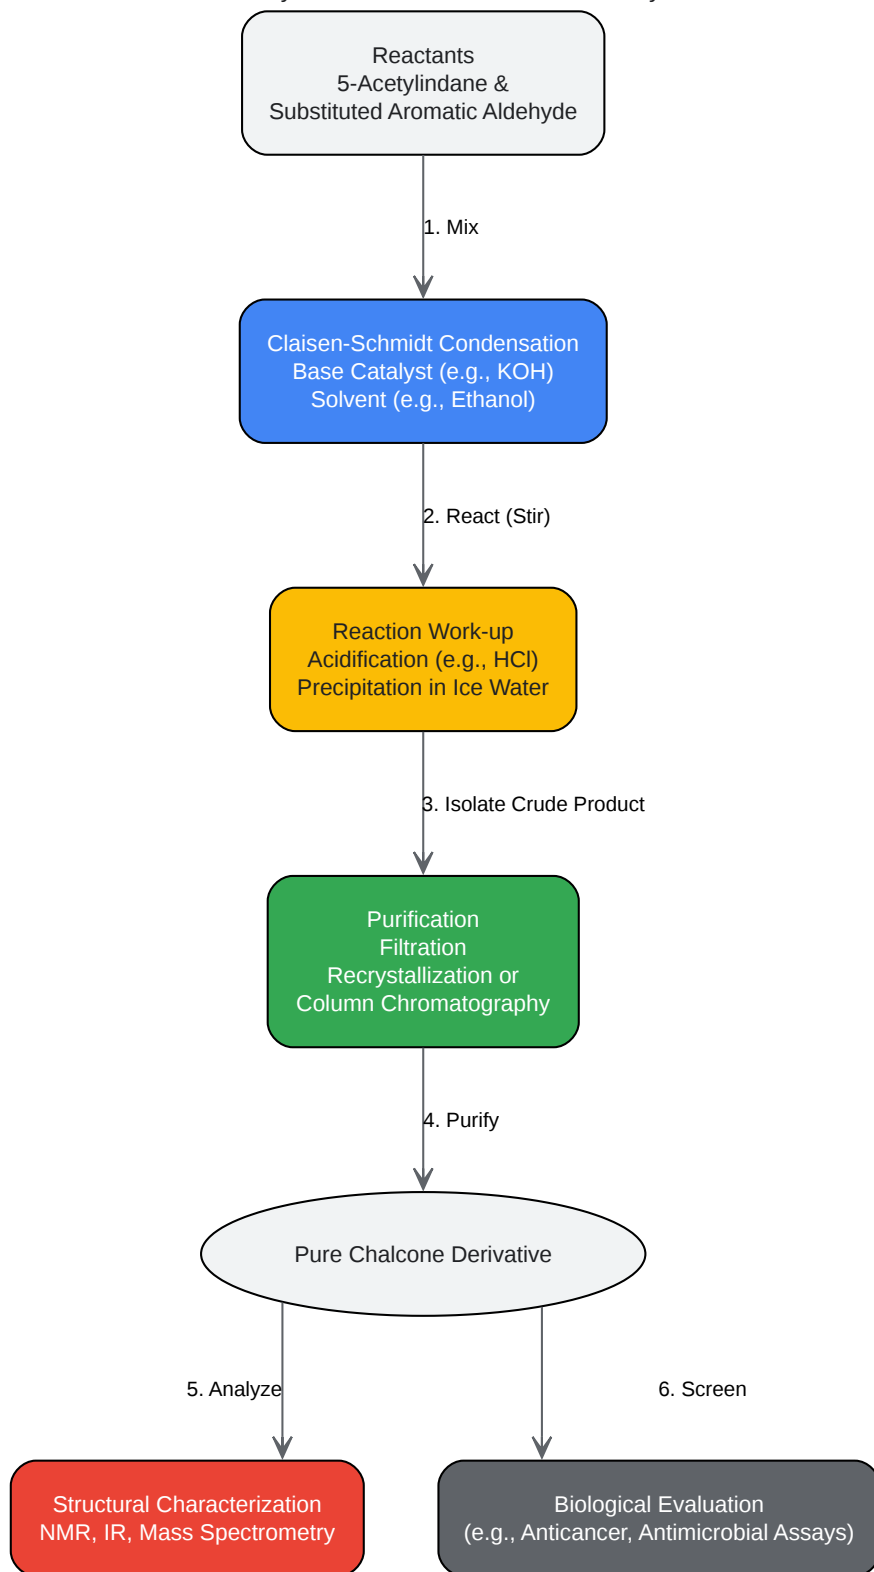 Reactants
5-Acetylindane &
Substituted Aromatic Aldehyde
1. Mix
Claisen-Schmidt Condensation
Base Catalyst (e.g., KOH)
Solvent (e.g., Ethanol)
2. React (Stir)
Reaction Work-up
Acidification (e.g., HCl)
Precipitation in Ice Water
3. Isolate Crude Product
Purification
Filtration
Recrystallization or
Column Chromatography
4. Purify
Pure Chalcone Derivative
5. Analyze
6. Screen
Structural Characterization
NMR, IR, Mass Spectrometry
Biological Evaluation
(e.g., Anticancer, Antimicrobial Assays)